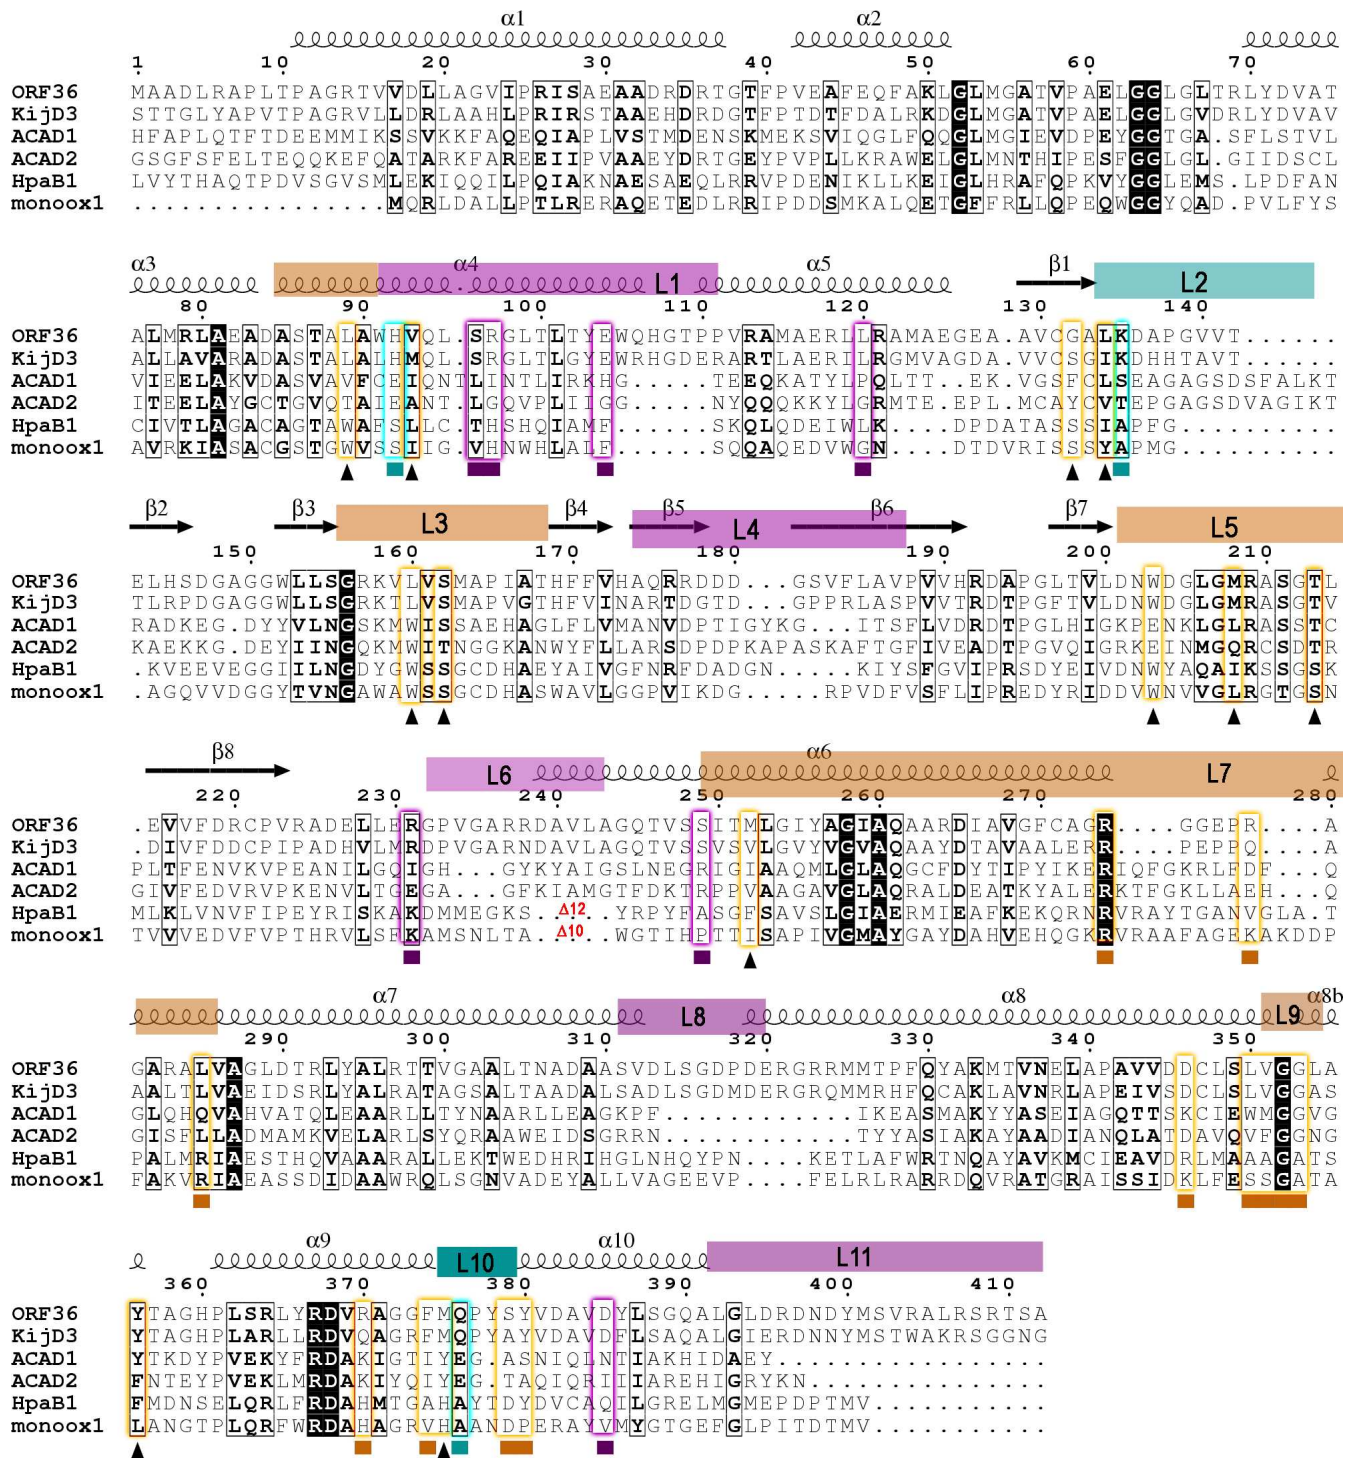 α1 α2
1 10 20 30 40 50 60 70
ORF36 MAADLRAPLTPAGRTVVDLLAGVIPRISAEAADRDRTGTFPVEAFEQFAKLGLMGATVPAELGGLGLTRLYDVAT
KijD3 STTGLYAPVTPAGRVLLDRLAAHLPRIRSTAAEHDRDGTFPTDTFDALRKDGLMGATVPAELGGLGVDRLYDVAV
ACAD1 HFAPLQTFTDEEMMIKSSVKKFAQEQIAPLVSTMDENSKMEKSVIQGLFQQGLMGIEVDPEYGGTGA.SFLSTVL
ACAD2 GSGFSFELTEQQKEFQATARKFAREEIIPVAAEYDRTGEYPVPLLKRAWELGLMNTHIPESFGGLGL.GIIDSCL
HpaB1 LVYTHAQTPDVSGVSMLEKIQQILPQIAKNAESAEQLRRVPDENIKLLKEIGLHRAFQPKVYGGLEMS.LPDFAN
monoox1 ................MQRLDALLPTLRERAQETEDLRRIPDDSMKALQETGFFRLLQPEQWGGYQAD.PVLFYS
α3 α4 L1 α5 β1 L2
80 90 100 110 120 130 140
ORF36 ALMRLAEADASTALAWHVQL.SRGLTLTYEWQHGTPPVRAMAERLLRAMAEGEA.AVCGALKDAPGVVT......
KijD3 ALLAVARADASTALALHMQL.SRGLTLGYEWRHGDERARTLAERILRGMVAGDA.VVCSGIKDHHTAVT......
ACAD1 VIEELAKVDASVAVFCEIQNTLINTLIRKHG.....TEEQKATYLPQLTT..EK.VGSFCLSEAGAGSDSFALKT
ACAD2 ITEELAYGCTGVQTAIEANT.LGQVPLIIGG.....NYQQQKKYLGRMTE.EPL.MCAYCVTEPGAGSDVAGIKT
HpaB1 CIVTLAGACAGTAWAFSLLC.THSHQIAMF......SKQLQDEIWLK....DPDATASSSIAPFG..........
monoox1 AVRKIASACGSTGWVSSIIG.VHNWHLALF......SQQAQEDVWGN....DTDVRISSSYAPMG..........
β2 β3 L3 β4 β5 L4 β6 β7 L5
150 160 170 180 190 200 210
ORF36 ELHSDGAGGWLLSGRKVLVSMAPIATHFFVHAQRRDDD...GSVFLAVPVVHRDAPGLTVLDNWDGLGMRASGTL
KijD3 TLRPDGAGGWLLSGRKTLVSMAPVGTHFVINARTDGTD...GPPRLASPVVTRDTPGFTVLDNWDGLGMRASGTV
ACAD1 RADKEG.DYYVLNGSKMWISSAEHAGLFLVMANVDPTIGYKG...ITSFLVDRDTPGLHIGKPENKLGLRASSTC
ACAD2 KAEKKG.DEYIINGQKMWITNGGKANWYFLLARSDPDPKAPASKAFTGFIVEADTPGVQIGRKEINMGQRCSDTR
HpaB1 .KVEEVEGGIILNGDYGWSSGCDHAEYAIVGFNRFDADGN....KIYSFGVIPRSDYEIVDNWYAQAIKSSGSK
monoox1 .AGQVVDGGYTVNGAWAWSSGCDHASWAVLGGPVIKDG.....RPVDFVSFLIPREDYRIDDVWNVVGLRGTGSN
β8 L6 α6 L7
220 230 240 250 260 270 280
ORF36 .EVVFDRCPVRADELLERGPVGARRDAVLAGQTVSSITMLGIYAGIAQAARDIAVGFCAGR....GGEPR....A
KijD3 .DIVFDDCPIPADHVLMRDPVGARNDAVLAGQTVSSVSVLGVYVGVAQAAYDTAVAALERR....PEPPQ....A
ACAD1 PLTFENVKVPEANILGQIGH...GYKYAIGSLNEGRIGIAAQMLGLAQGCFDYTIPYIKERIQFGKRLFD....Q
ACAD2 GIVFEDVRVPKENVLTGEGA...GFKIAMGTFDKTRPPVAAGAVGLAQRALDEATKYALERKTFGKLLAEH...Q
HpaB1 MLKLVNVFIPEYRISKAKDMMEGKS..Δ12..YRPYFASGFSAVSLGIAERMIEAFKEKQRNRVRAYTGANVGLA.T
monoox1 TVVVEDVFVPTHRVLSFKAMSNLTA..Δ10...WGTIHPTTISAPIVGMAYGAYDAHVEHQGKRVRAAFAGEKAKDDP
α7 L8 α8 L9 α8b
290 300 310 320 330 340 350
ORF36 GARALVAGLDTRLYALRTTVGAALTNADAASVDLSGDPDERGRRMMTPFQYAKMTVNELAPAVVDDCLSLVGGLA
KijD3 AALTLVAEIDSRLYALRATAGSALTAADALSADLSGDMDERGRQMMRHFQCAKLAVNRLAPEIVSDCLSLVGGAS
ACAD1 GLQHQVAHVATQLEAARLLTYNAARLLEAGKPF............IKEASMAKYYASEIAGQTTSKCIEWMGGVG
ACAD2 GISFLLADMAMKVELARLSYQRAAWEIDSGRRN............TYYASIAKAYAADIANQLATDAVQVFGGNG
HpaB1 PALMRIAESTHQVAAARALLEKTWEDHRIHGLNHQYPN....KETLAFWRTNQAYAVKMCIEAVDRLMAAAGATS
monoox1 FAKVRIAEASSDIDAAWRQLSGNVADEYALLVAGEEVP....FELRLRARRDQVRATGRAISSIDKLFESSGATA
α9 L10 α10 L11
360 370 380 390 400 410
ORF36 YTAGHPLSRLYRDVRAGGFMQPYSYVDAVDYLSGQALGLDRDNDYMSVRALRSRTSA
KijD3 YTAGHPLARLLRDVQAGRFMQPYAYVDAVDFLSAQALGIERDNNYMSTWAKRSGGNG
ACAD1 YTKDYPVEKYFRDAKIGTIYEG.ASNIQLNTIAKHIDAEY.................
ACAD2 FNTEYPVEKLMRDAKIYQIYEG.TAQIQRIIIAREHIGRYKN...............
HpaB1 FMDNSELQRLFRDAHMTGAHAYTDYDVCAQILGRELMGMEPDPTMV...........
monoox1 LANGTPLQRFWRDAHAGRVHAANDPERAYVMYGTGEFGLPITDTMV...........